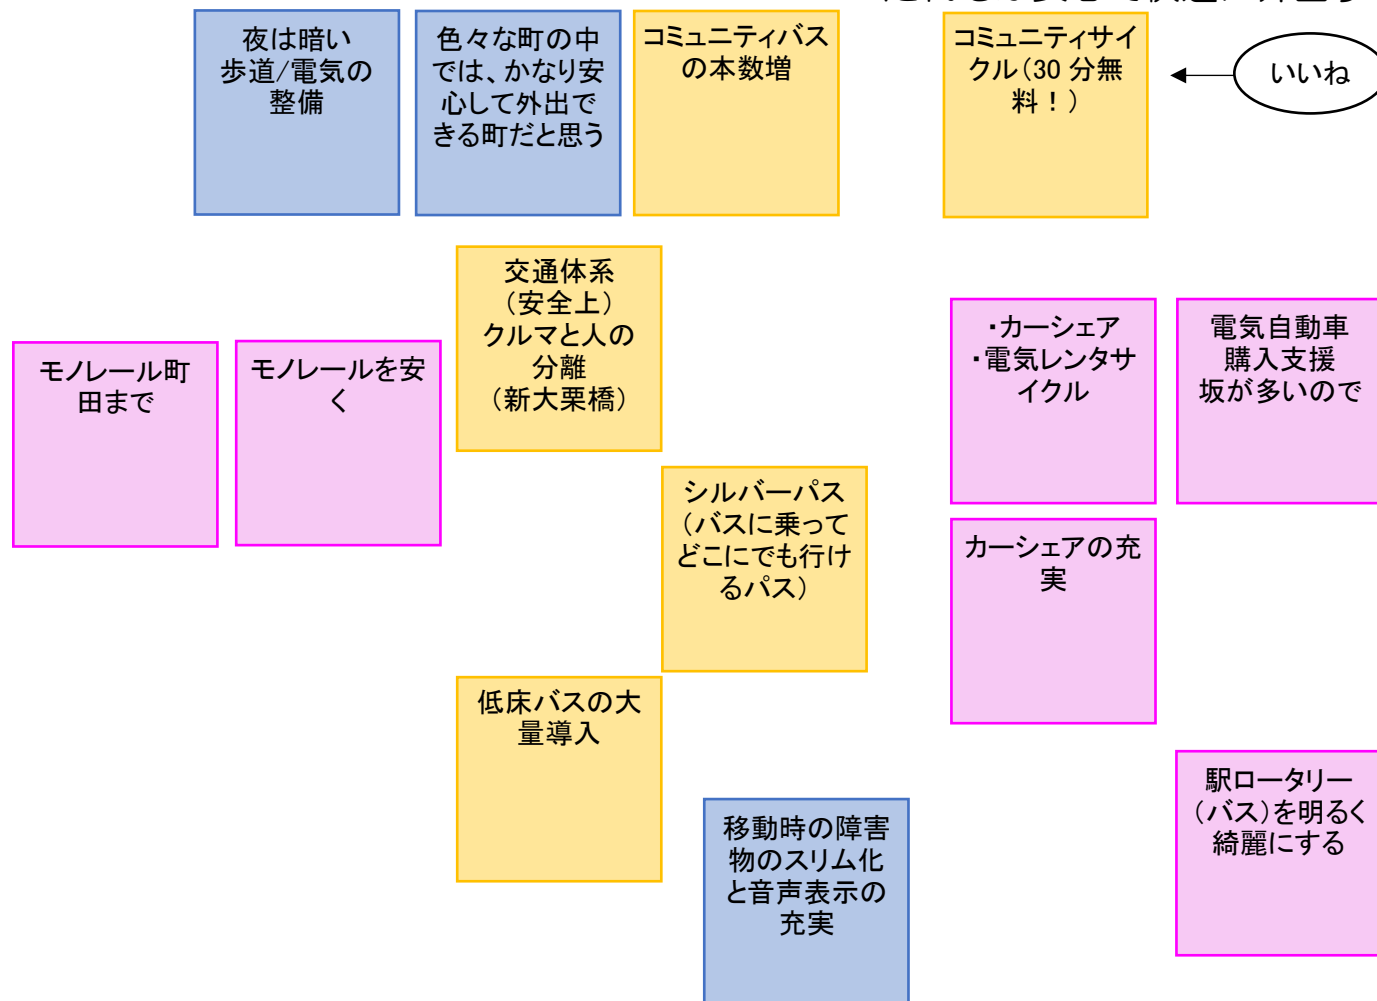 夜は暗い
歩道/電気の
整備
色々な町の中
では、かなり安
心して外出で
きる町だと思う
コミュニティバス
の本数増
コミュニティサイ
クル（30 分無
料！）
いいね
交通体系
（安全上）
クルマと人の
分離
（新大栗橋）
・カーシェア
・電気レンタサ
イクル
電気自動車
購入支援
坂が多いので
モノレール町
田まで
モノレールを安
く
シルバーパス
（バスに乗って
どこにでも行け
るパス）
カーシェアの充
実
低床バスの大
量導入
駅ロータリー
（バス）を明るく
綺麗にする
移動時の障害
物のスリム化
と音声表示の
充実